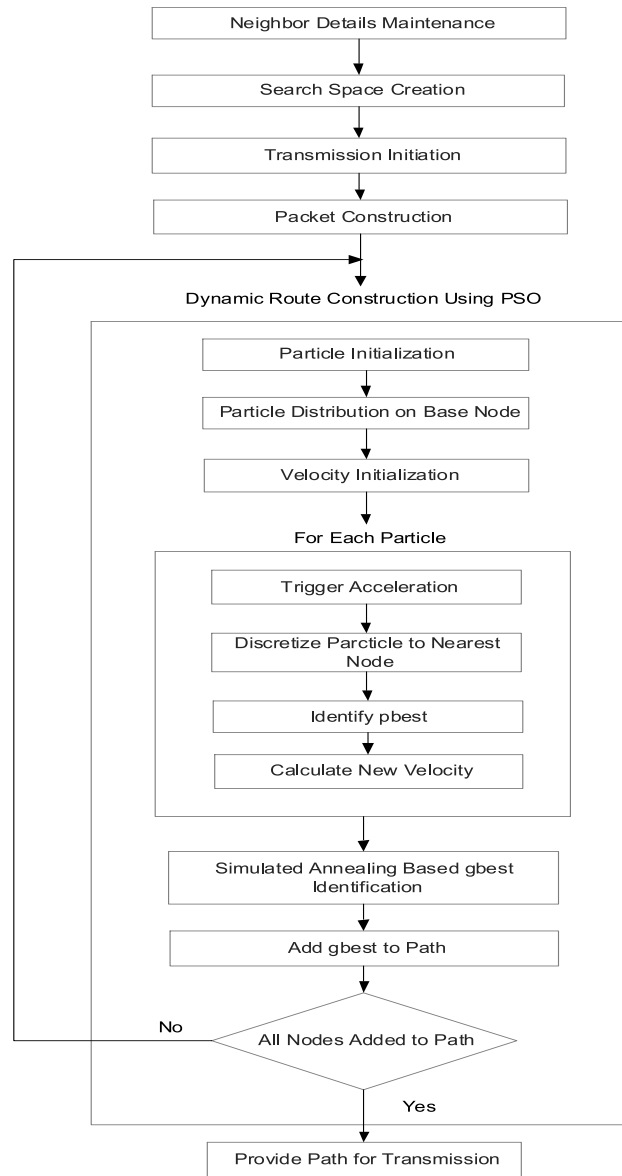 Neighbor Details Maintenance
Search Space Creation
Transmission Initiation
Packet Construction
Dynamic Route Construction Using PSO
Particle Initialization
Particle Distribution on Base Node
Velocity Initialization
For Each Particle
Trigger Acceleration
Discretize Parcticle to Nearest
Node
Identify pbest
Calculate New Velocity
Simulated Annealing Based gbest
Identification
Add gbest to Path
No
All Nodes Added to Path
Yes
Provide Path for Transmission